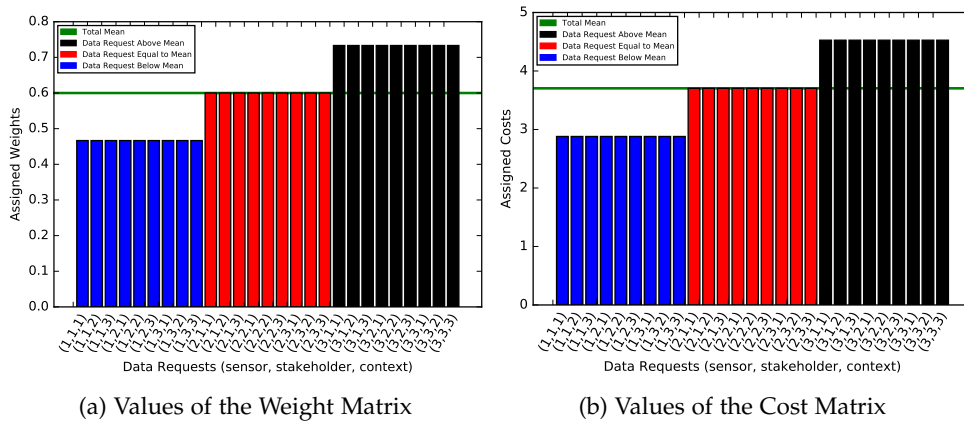 0.8
0.7
0.6
0.5
0.4
0.3
0.2
0.1
0.0
Assigned Weights
Total Mean
Data Request Above Mean
Data Request Equal to Mean
Data Request Below Mean
(1,1,1) (1,1,2) (1,1,3) (1,2,1) (1,2,2) (1,2,3) (1,3,1) (1,3,2) (1,3,3) (2,1,1) (2,1,2) (2,1,3) (2,2,1) (2,2,2) (2,2,3) (2,3,1) (2,3,2) (2,3,3) (3,1,1) (3,1,2) (3,1,3) (3,2,1) (3,2,2) (3,2,3) (3,3,1) (3,3,2) (3,3,3)
Data Requests (sensor, stakeholder, context)
(a) Values of the Weight Matrix
5
4
3
2
1
0
Assigned Costs
Total Mean
Data Request Above Mean
Data Request Equal to Mean
Data Request Below Mean
(1,1,1) (1,1,2) (1,1,3) (1,2,1) (1,2,2) (1,2,3) (1,3,1) (1,3,2) (1,3,3) (2,1,1) (2,1,2) (2,1,3) (2,2,1) (2,2,2) (2,2,3) (2,3,1) (2,3,2) (2,3,3) (3,1,1) (3,1,2) (3,1,3) (3,2,1) (3,2,2) (3,2,3) (3,3,1) (3,3,2) (3,3,3)
Data Requests (sensor, stakeholder, context)
(b) Values of the Cost Matrix